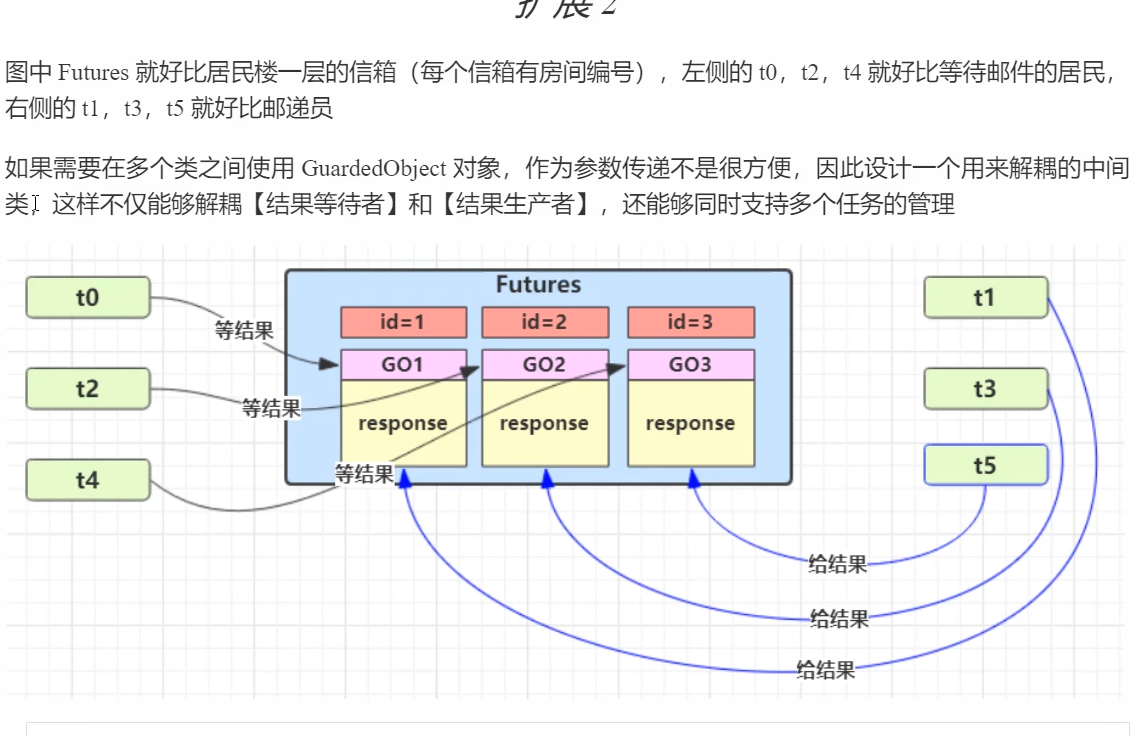 扩展 2
图中 Futures 就好比居民楼一层的信箱（每个信箱有房间编号），左侧的 t0，t2，t4 就好比等待邮件的居民，
右侧的 t1，t3，t5 就好比邮递员
如果需要在多个类之间使用 GuardedObject 对象，作为参数传递不是很方便，因此设计一个用来解耦的中间
类，这样不仅能够解耦【结果等待者】和【结果生产者】，还能够同时支持多个任务的管理
Futures
t0
t1
id=1
id=2
id=3
等结果
GO1
GO2
GO3
t2
t3
等结果
response
response
response
t4
t5
等结果
给结果
给结果
给结果